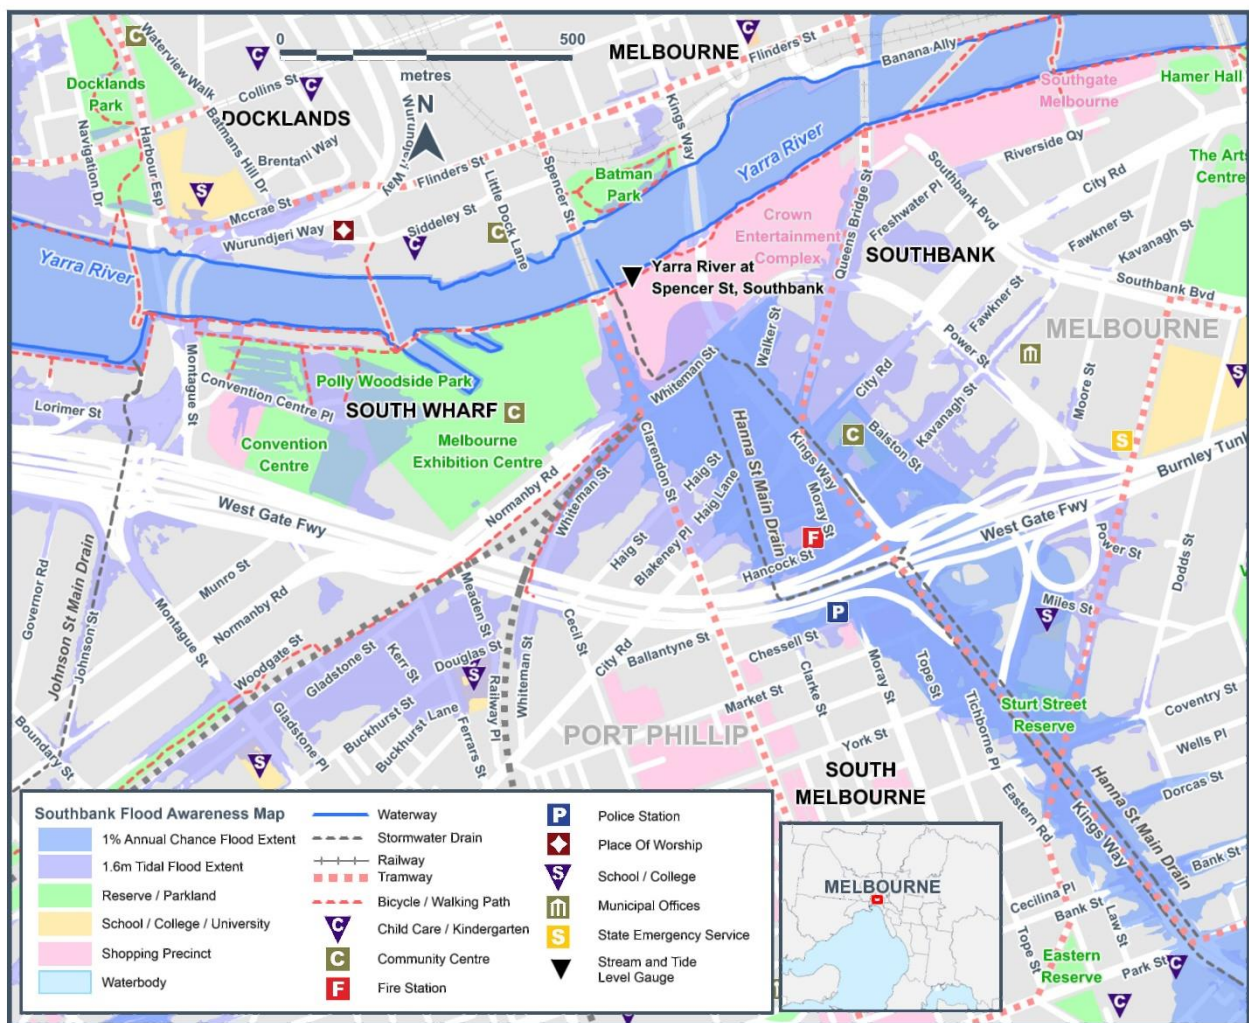 0
500
metres
N
MELBOURNE
Flinders St
Banana Ally
Southgate
Melbourne
Hamer Hall
Docklands
Park
Waterview Walk
Collins St
DOCKLANDS
Batmans Hill Dr
Brentani Way
Wurundjeri Way
Navigation Dr
Harbour Esp
Mccrae St
Flinders St
Little Dock Lane
Spencer St
Kings Way
Batman
Park
Yarra River
Riverside Qy
City Rd
The Arts
Centre
Wurundjeri Way
Siddeley St
Crown
Entertainment
Complex
Queens Bridge St
Freshwater Pl
Southbank Bvd
Fawkner St
Kavanagh St
SOUTHBANK
Yarra River
Yarra River at
Spencer St, Southbank
Southbank Bvd
Fawkner St
MELBOURNE
Power St
Walker St
Montague St
Convention Centre Pl
Polly Woodside Park
SOUTH WHARF
Whiteman St
City Rd
Kavanagh St
Moore St
Lorimer St
Convention
Centre
Melbourne
Exhibition Centre
Clarendon St
Hanna St Main Drain
Kings Way
Balston St
Burnley Tunl
West Gate Fwy
Normanby Rd
Whiteman St
Haig St
Haig Lane
Moray St
West Gate Fwy
Power St
Dodds St
Haig St
Blakeney Pl
Hancock St
Governor Rd
Johnson St Main Drain
Johnson St
Munro St
Normanby Rd
Montague St
Meaden St
Cecil St
City Rd
Ballantyne St
Chessell St
Miles St
Woodgate St
Gladstone St
Kerr St
Douglas St
Railway Pl
Whiteman St
Market St
Clarke St
Moray St
Tope St
Tichborne Pl
Sturt Street
Reserve
Coventry St
Boundary St
Gladstone Pl
Buckhurst St
Buckhurst Lane
Ferrars St
PORT PHILLIP
York St
Wells Pl
SOUTH
MELBOURNE
Eastern Rd
Kings Way
Hanna St Main Drain
Dorcas St
Bank St
Cecilina Pl
Bank St
Law St
Tope St
Eastern
Reserve
Park St
Southbank Flood Awareness Map
1% Annual Chance Flood Extent
1.6m Tidal Flood Extent
Reserve / Parkland
School / College / University
Shopping Precinct
Waterbody
Waterway
Stormwater Drain
Railway
Tramway
Bicycle / Walking Path
C Child Care / Kindergarten
C Community Centre
F Fire Station
P Police Station
Place Of Worship
S School / College
Municipal Offices
S State Emergency Service
Stream and Tide
Level Gauge
MELBOURNE